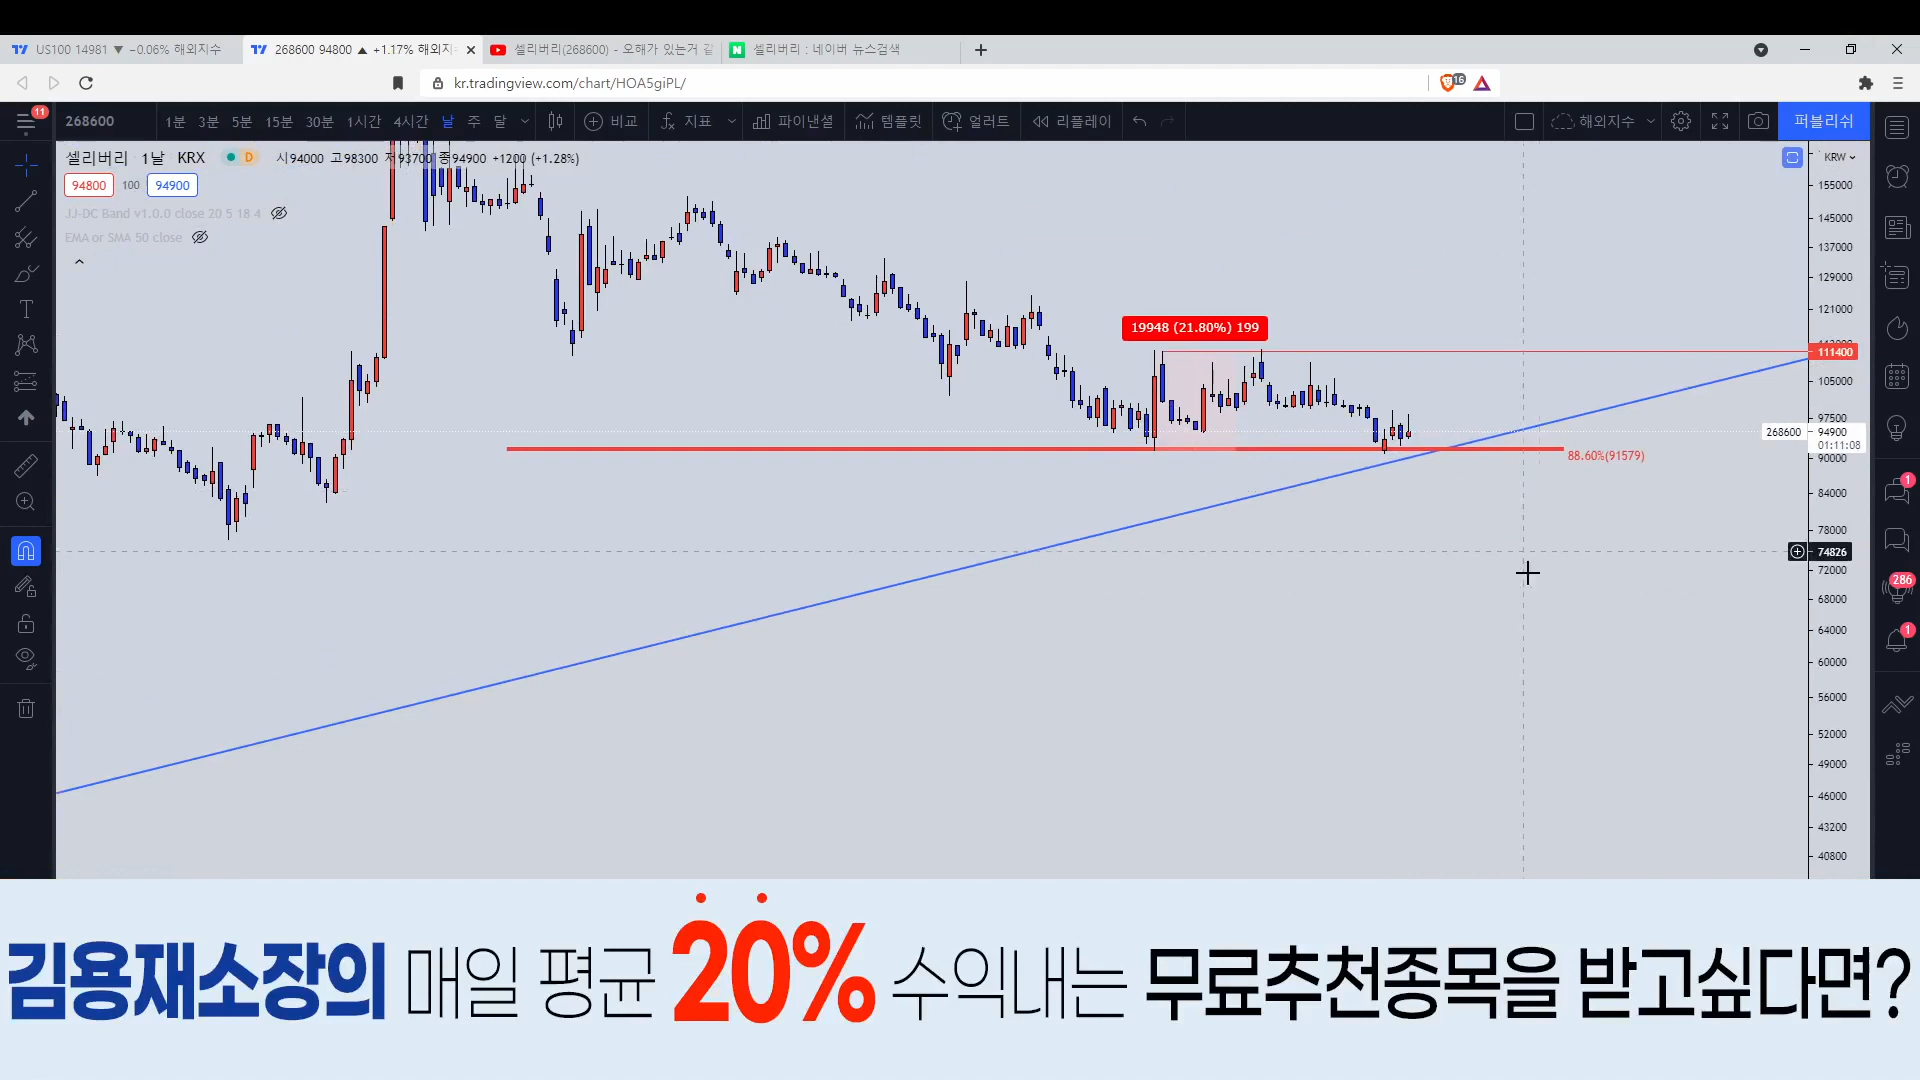 US100 14981 ▼ −0.06% 해외지수
268600 94800 ▲ +1.17% 해외지
셀리버리(268600) - 오해가 있는거 같
셀리버리 : 네이버 뉴스검색
kr.tradingview.com/chart/HOA5giPL/
16
11
268600
1분 3분 5분 15분 30분 1시간 4시간 날 주 달
비교
지표
파이낸셜
템플릿
얼러트
리플레이
해외지수
퍼블리쉬
셀리버리 1날 KRX D 시94000 고98300 저93700 종94900 +1200 (+1.28%)
KRW
94800 100 94900
JJ-DC Band v1.0.0 close 20 5 18 4
EMA or SMA 50 close
155000
145000
137000
129000
121000
19948 (21.80%) 199
111400
105000
97500
268600 94900
01:11:08
88.60%(91579)
90000
84000
78000
74826
72000
68000
64000
60000
56000
52000
49000
46000
43200
40800
1
286
1
김용재소장의 매일 평균 20% 수익내는 무료추천종목을 받고싶다면?